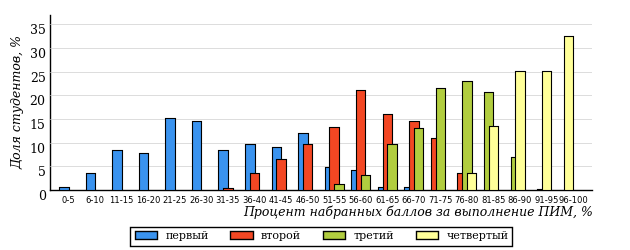 35
30
25
20
15
10
5
0
Доля студентов, %
0-5 6-10 11-15 16-20 21-25 26-30 31-35 36-40 41-45 46-50 51-55 56-60 61-65 66-70 71-75 76-80 81-85 86-90 91-95 96-100
Процент набранных баллов за выполнение ПИМ, %
первый второй третий четвертый